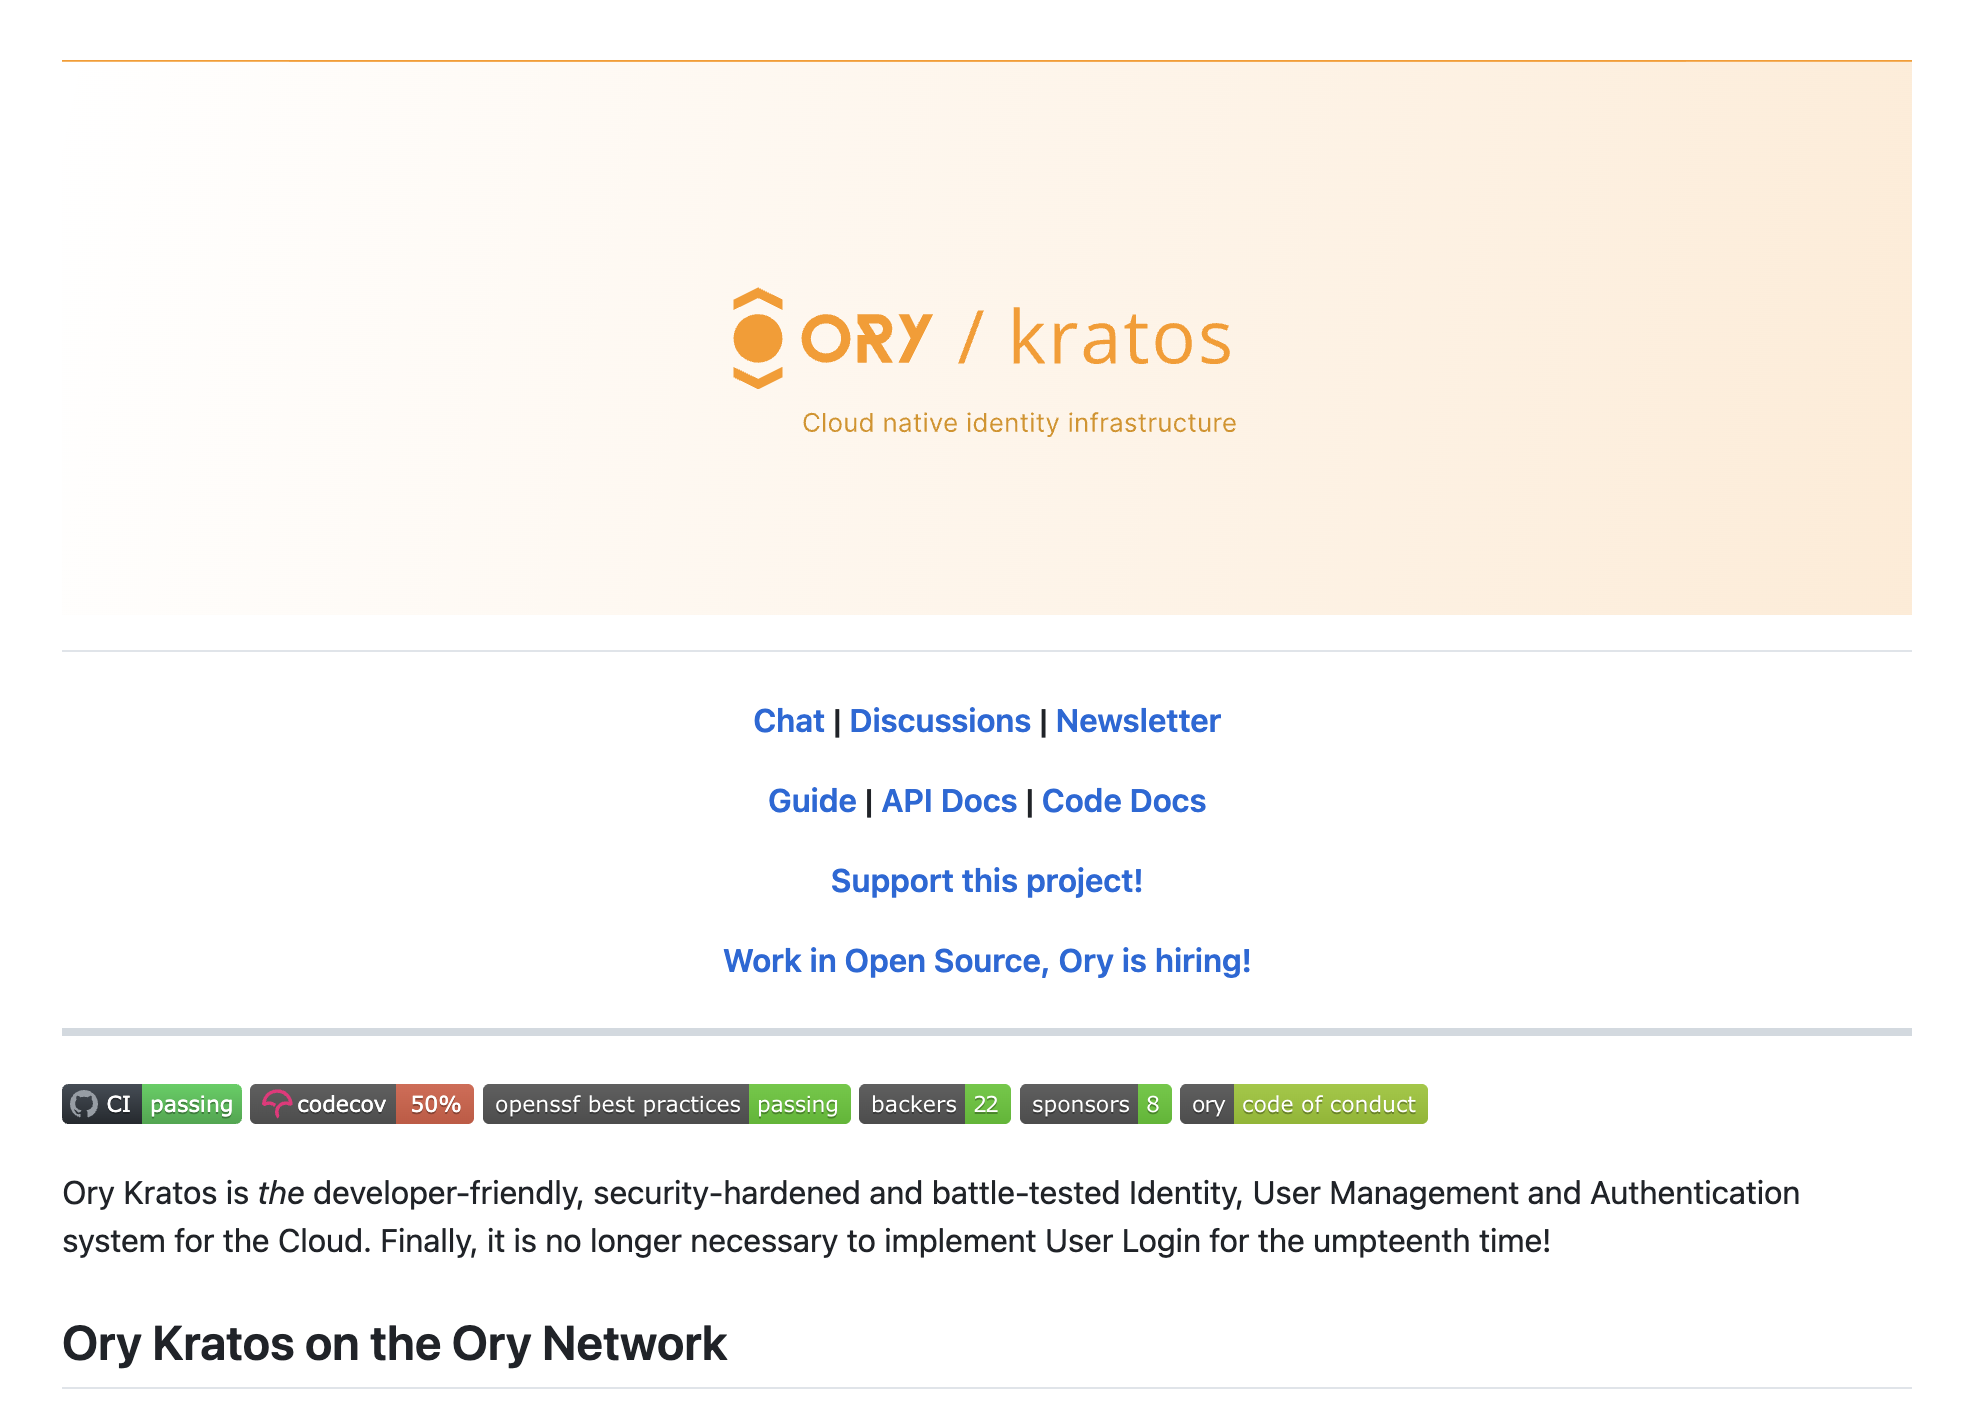 ORY / kratos
Cloud native identity infrastructure
Chat | Discussions | Newsletter
Guide | API Docs | Code Docs
Support this project!
Work in Open Source, Ory is hiring!
CI passing codecov 50% openssf best practices passing backers 22 sponsors 8 ory code of conduct
Ory Kratos is the developer-friendly, security-hardened and battle-tested Identity, User Management and Authentication
system for the Cloud. Finally, it is no longer necessary to implement User Login for the umpteenth time!
Ory Kratos on the Ory Network